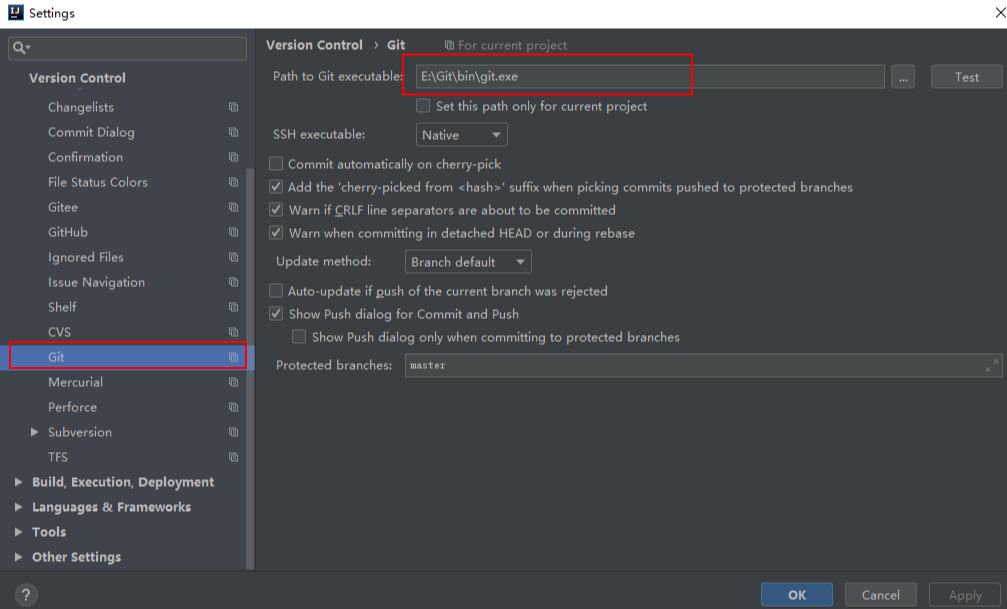 Settings
Version Control
Changelists
Commit Dialog
Confirmation
File Status Colors
Gitee
GitHub
Ignored Files
Issue Navigation
Shelf
CVS
Git
Mercurial
Perforce
Subversion
TFS
Build, Execution, Deployment
Languages & Frameworks
Tools
Other Settings
Version Control › Git For current project
Path to Git executable: E:\Git\bin\git.exe ... Test
Set this path only for current project
SSH executable: Native
Commit automatically on cherry-pick
Add the 'cherry-picked from <hash>' suffix when picking commits pushed to protected branches
Warn if CRLF line separators are about to be committed
Warn when committing in detached HEAD or during rebase
Update method: Branch default
Auto-update if push of the current branch was rejected
Show Push dialog for Commit and Push
Show Push dialog only when committing to protected branches
Protected branches: master
? OK Cancel Apply